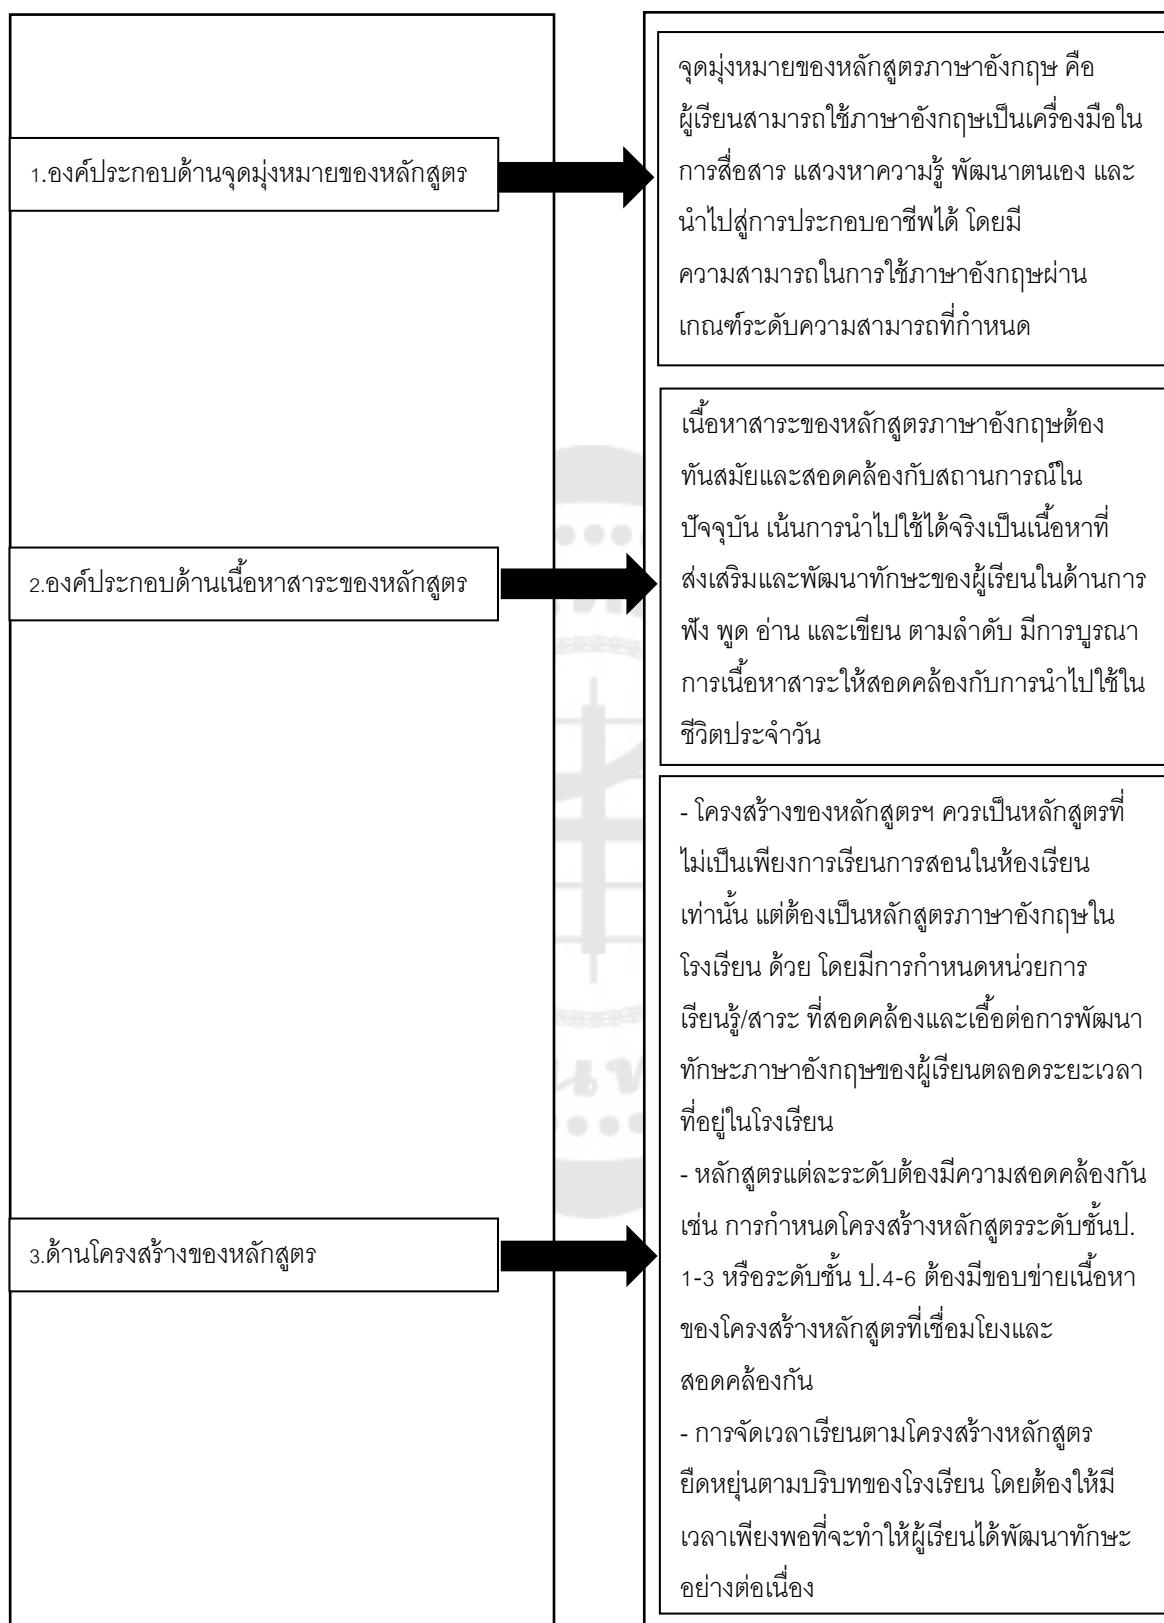 1.องค์ประกอบด้านจุดมุ่งหมายของหลักสูตร
จุดมุ่งหมายของหลักสูตรภาษาอังกฤษ คือ
ผู้เรียนสามารถใช้ภาษาอังกฤษเป็นเครื่องมือใน
การสื่อสาร แสวงหาความรู้ พัฒนาตนเอง และ
นำไปสู่การประกอบอาชีพได้ โดยมี
ความสามารถในการใช้ภาษาอังกฤษผ่าน
เกณฑ์ระดับความสามารถที่กำหนด
2.องค์ประกอบด้านเนื้อหาสาระของหลักสูตร
เนื้อหาสาระของหลักสูตรภาษาอังกฤษต้อง
ทันสมัยและสอดคล้องกับสถานการณ์ใน
ปัจจุบัน เน้นการนำไปใช้ได้จริงเป็นเนื้อหาที่
ส่งเสริมและพัฒนาทักษะของผู้เรียนในด้านการ
ฟัง พูด อ่าน และเขียน ตามลำดับ มีการบูรณา
การเนื้อหาสาระให้สอดคล้องกับการนำไปใช้ใน
ชีวิตประจำวัน
3.ด้านโครงสร้างของหลักสูตร
- โครงสร้างของหลักสูตรฯ ควรเป็นหลักสูตรที่
ไม่เป็นเพียงการเรียนการสอนในห้องเรียน
เท่านั้น แต่ต้องเป็นหลักสูตรภาษาอังกฤษใน
โรงเรียน ด้วย โดยมีการกำหนดหน่วยการ
เรียนรู้/สาระ ที่สอดคล้องและเอื้อต่อการพัฒนา
ทักษะภาษาอังกฤษของผู้เรียนตลอดระยะเวลา
ที่อยู่ในโรงเรียน
- หลักสูตรแต่ละระดับต้องมีความสอดคล้องกัน
เช่น การกำหนดโครงสร้างหลักสูตรระดับชั้นป.
1-3 หรือระดับชั้น ป.4-6 ต้องมีขอบข่ายเนื้อหา
ของโครงสร้างหลักสูตรที่เชื่อมโยงและ
สอดคล้องกัน
- การจัดเวลาเรียนตามโครงสร้างหลักสูตร
ยืดหยุ่นตามบริบทของโรงเรียน โดยต้องให้มี
เวลาเพียงพอที่จะทำให้ผู้เรียนได้พัฒนาทักษะ
อย่างต่อเนื่อง